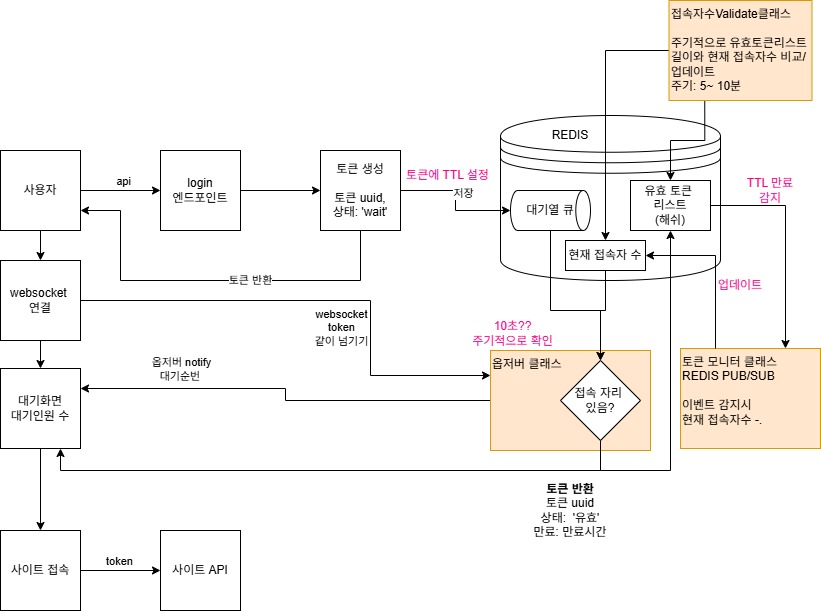 접속자수Validate클래스
주기적으로 유효토큰리스트
길이와 현재 접속자수 비교/
업데이트
주기: 5~ 10분
REDIS
사용자
api
login
엔드포인트
토큰 생성
토큰 uuid,
상태: 'wait'
토큰에 TTL 설정
저장
대기열 큐
유효 토큰
리스트
(해쉬)
TTL 만료
감지
현재 접속자 수
토큰 반환
websocket
연결
websocket
token
같이 넘기기
10초??
주기적으로 확인
업데이트
옵저버 notify
대기순번
옵저버 클래스
접속 자리
있음?
토큰 모니터 클래스
REDIS PUB/SUB
이벤트 감지시
현재 접속자수 -.
대기화면
대기인원 수
토큰 반환
토큰 uuid
상태: '유효'
만료: 만료시간
사이트 접속
token
사이트 API